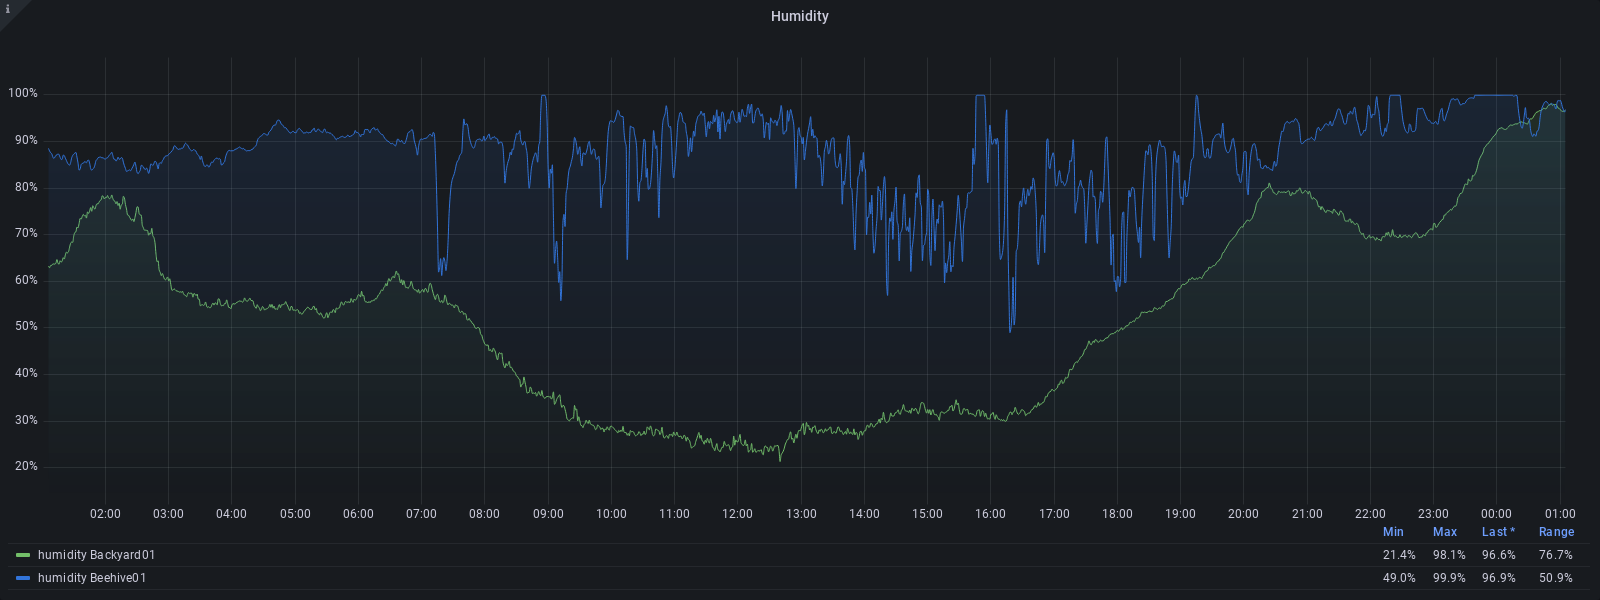 i
Humidity
100%
90%
80%
70%
60%
50%
40%
30%
20%
02:00 03:00 04:00 05:00 06:00 07:00 08:00 09:00 10:00 11:00 12:00 13:00 14:00 15:00 16:00 17:00 18:00 19:00 20:00 21:00 22:00 23:00 00:00 01:00
Min Max Last * Range
humidity Backyard01 21.4% 98.1% 96.6% 76.7%
humidity Beehive01 49.0% 99.9% 96.9% 50.9%